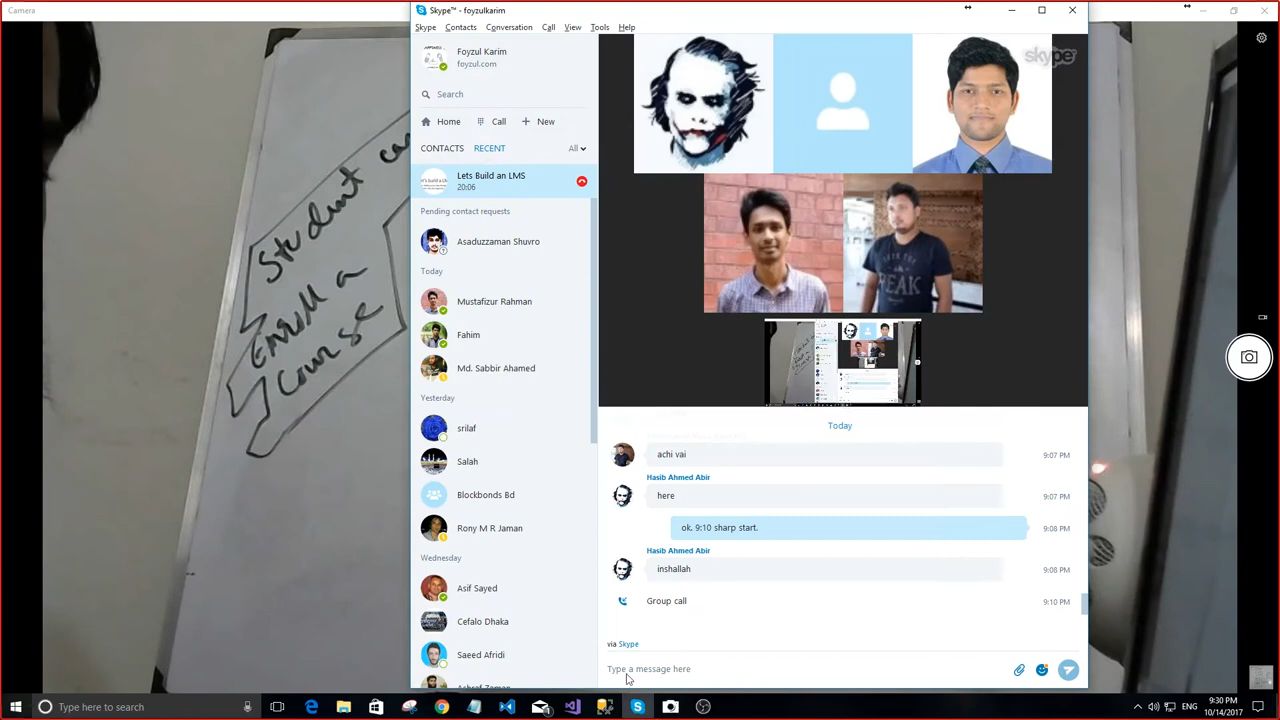 Camera
Skype™ - foyzulkarim
Skype Contacts Conversation Call View Tools Help
Foyzul Karim
foyzul.com
Search
Home Call New
CONTACTS RECENT All
Lets Build an LMS
20:06
Pending contact requests
Asaduzzaman Shuvro
Today
Mustafizur Rahman
Fahim
Md. Sabbir Ahamed
Yesterday
srilaf
Salah
Blockbonds Bd
Rony M R Jaman
Wednesday
Asif Sayed
Cefalo Dhaka
Saeed Afridi
Student
Enroll a
Course
skype
Today
achi vai 9:07 PM
Hasib Ahmed Abir
here 9:07 PM
ok. 9:10 sharp start. 9:08 PM
Hasib Ahmed Abir
inshallah 9:08 PM
Group call 9:10 PM
via Skype
Type a message here
Type here to search
ENG
9:30 PM
10/14/2017